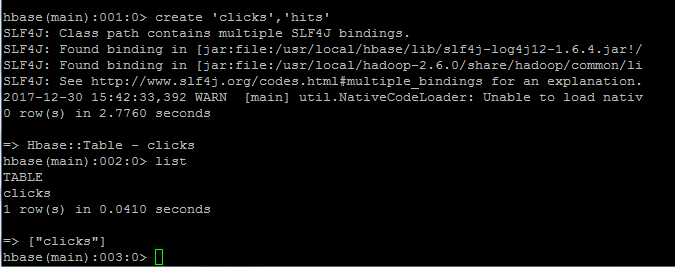 hbase(main):001:0> create 'clicks','hits'
SLF4J: Class path contains multiple SLF4J bindings.
SLF4J: Found binding in [jar:file:/usr/local/hbase/lib/slf4j-log4j12-1.6.4.jar!/
SLF4J: Found binding in [jar:file:/usr/local/hadoop-2.6.0/share/hadoop/common/li
SLF4J: See http://www.slf4j.org/codes.html#multiple_bindings for an explanation.
2017-12-30 15:42:33,392 WARN  [main] util.NativeCodeLoader: Unable to load nativ
0 row(s) in 2.7760 seconds
=> Hbase::Table - clicks
hbase(main):002:0> list
TABLE
clicks
1 row(s) in 0.0410 seconds
=> ["clicks"]
hbase(main):003:0>